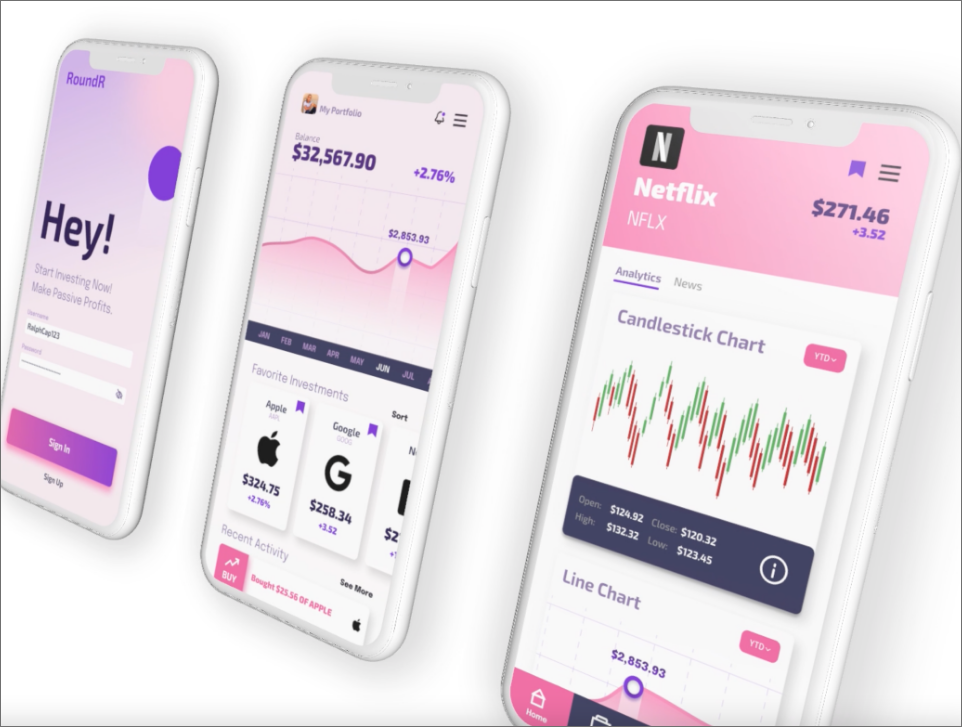 RoundR
Hey!
Start Investing Now!
Make Passive Profits.
Username
RalphCap123
Password
Sign In
Sign Up
My Portfolio
Balance
$32,567.90
+2.76%
$2,853.93
JAN FEB MAR APR MAY JUN JUL
Favorite Investments
Sort
Apple
AAPL
$324.75
+2.76%
Google
GOOG
$258.34
+3.52
Recent Activity
See More
BUY
Bought $25.56 OF APPLE
N
Netflix
NFLX
$271.46
+3.52
Analytics News
Candlestick Chart
YTD
Open: $124.92 Close: $120.32
High: $132.32 Low: $123.45
Line Chart
YTD
$2,853.93
Home